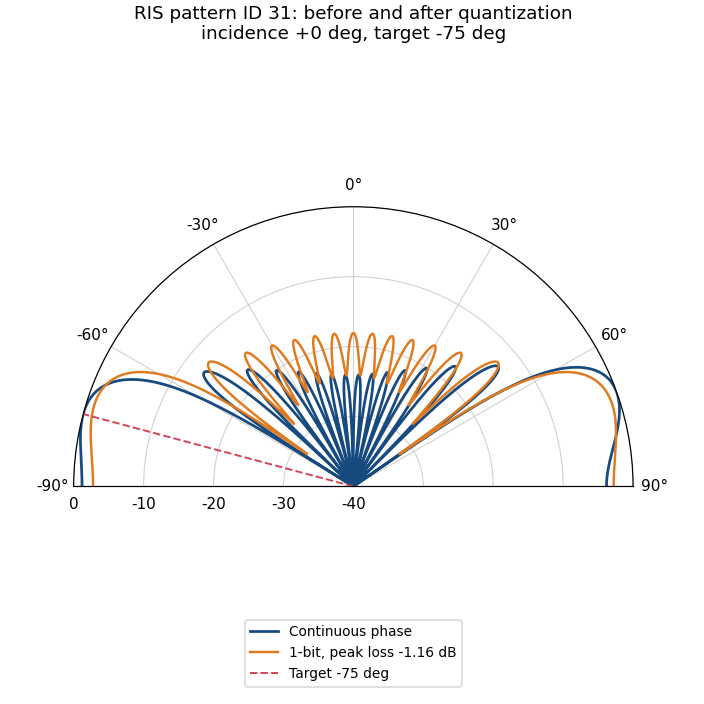 RIS pattern ID 31: before and after quantization
incidence +0 deg, target -75 deg
0°
-30°
30°
-60°
60°
-90°
90°
0
-10
-20
-30
-40
Continuous phase
1-bit, peak loss -1.16 dB
Target -75 deg